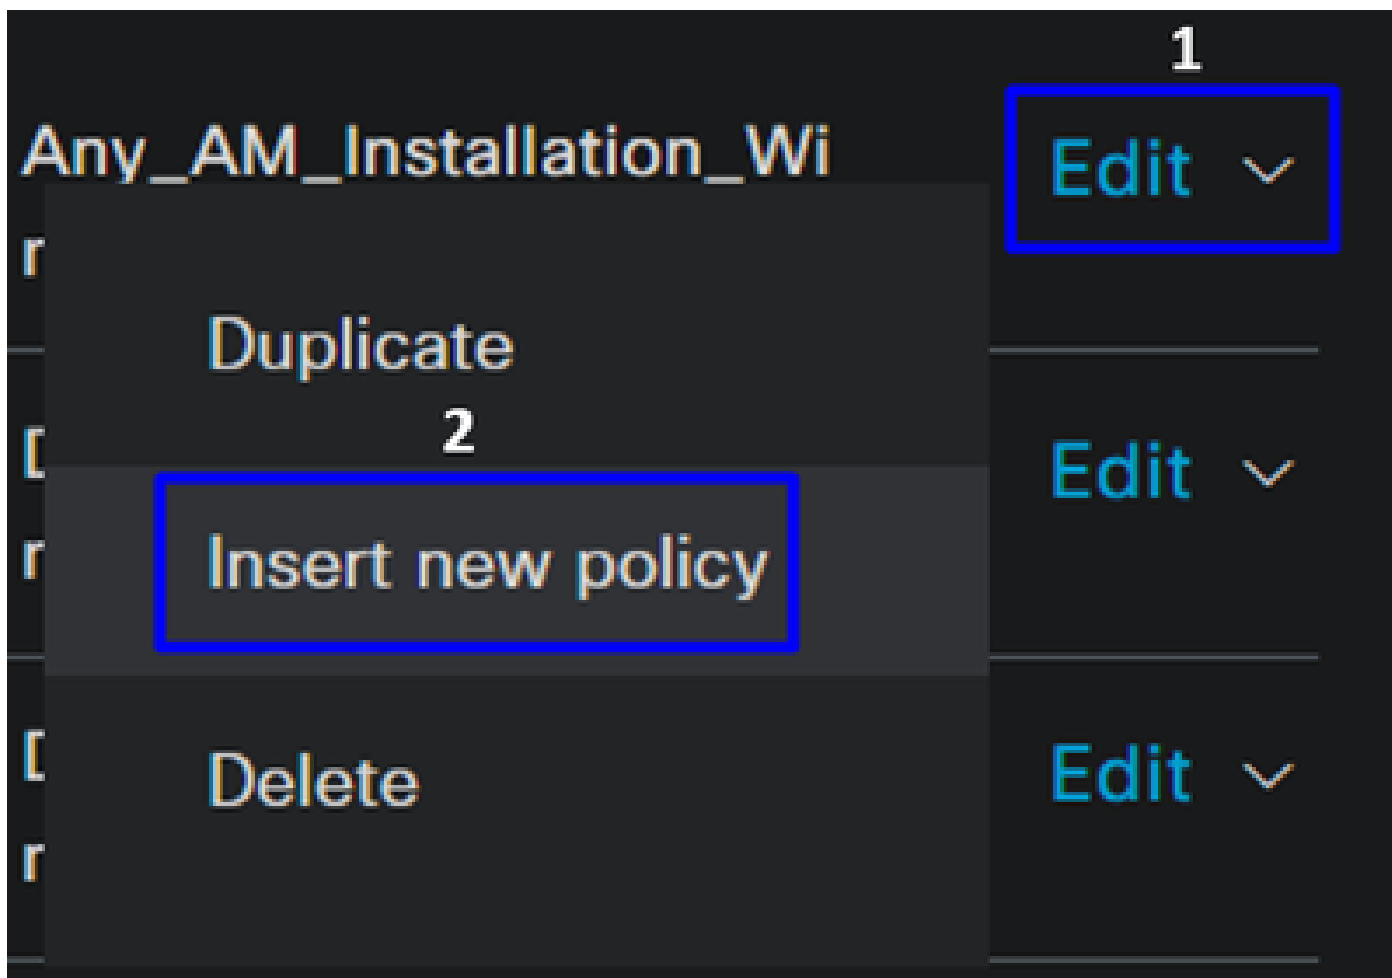 1
Any_AM_Installation_Wi
Edit
Duplicate
2
Edit
Insert new policy
Delete
Edit